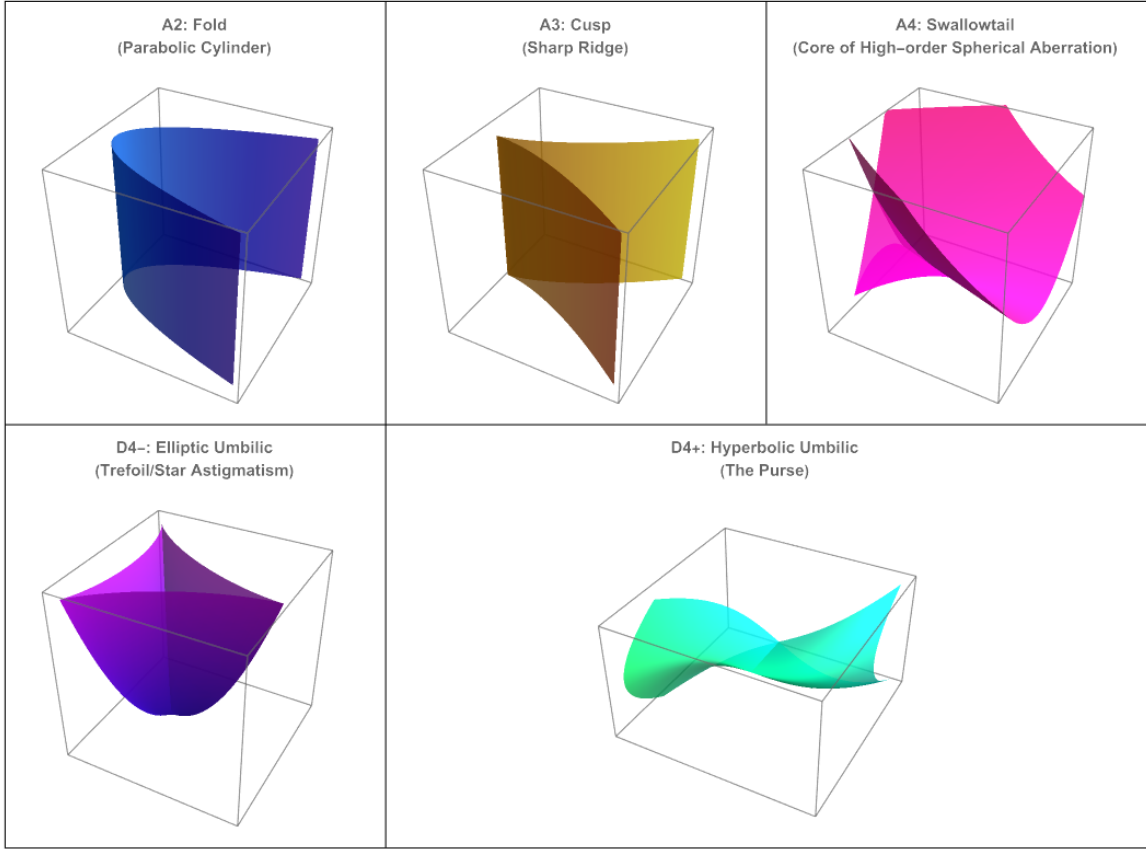 A2: Fold
(Parabolic Cylinder)
A3: Cusp
(Sharp Ridge)
A4: Swallowtail
(Core of High−order Spherical Aberration)
D4−: Elliptic Umbilic
(Trefoil/Star Astigmatism)
D4+: Hyperbolic Umbilic
(The Purse)